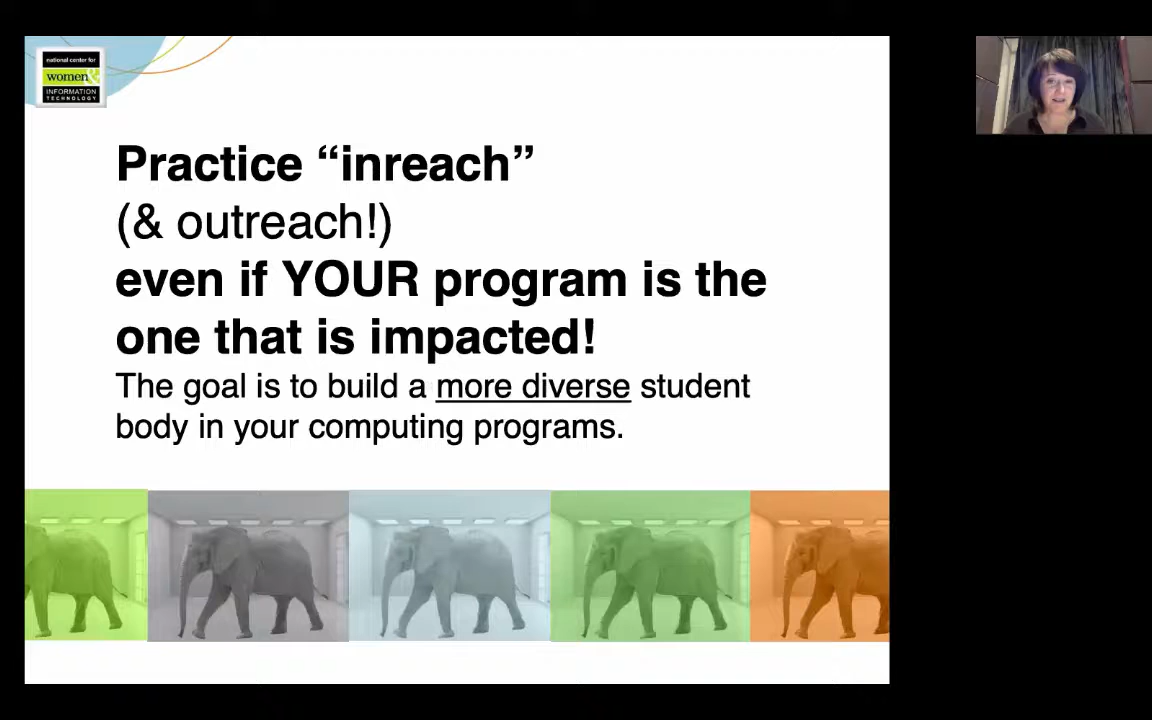 national center for
women&
INFORMATION
TECHNOLOGY
Practice “inreach”
(& outreach!)
even if YOUR program is the
one that is impacted!
The goal is to build a more diverse student
body in your computing programs.